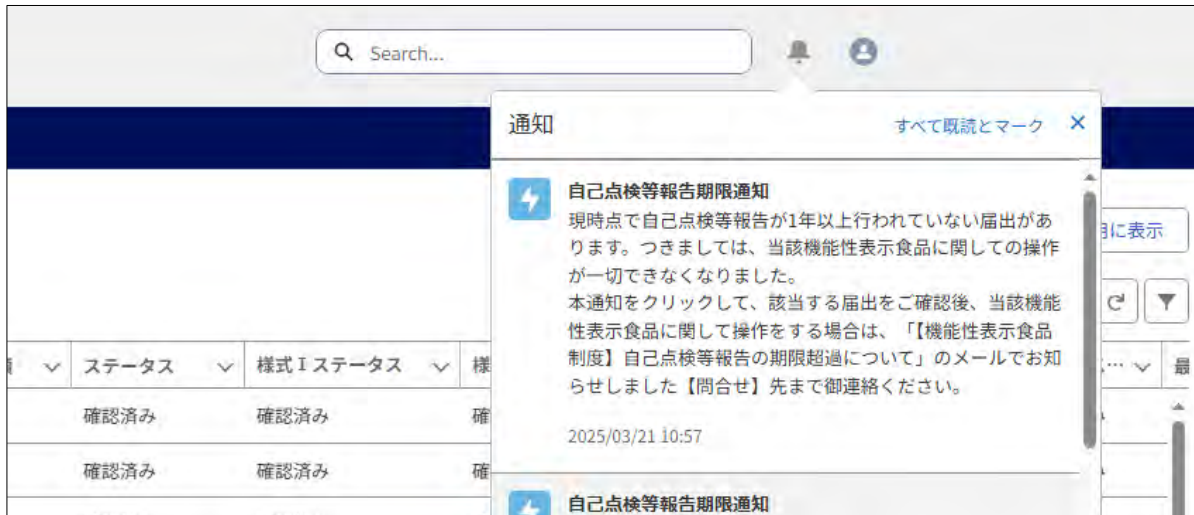 Search...
通知
すべて既読とマーク
自己点検等報告期限通知
現時点で自己点検等報告が1年以上行われていない届出があ
ります。つきましては、当該機能性表示食品に関しての操作
が一切できなくなりました。
本通知をクリックして、該当する届出をご確認後、当該機能
性表示食品に関して操作をする場合は、「【機能性表示食品
制度】自己点検等報告の期限超過について」のメールでお知
らせしました【問合せ】先まで御連絡ください。
2025/03/21 10:57
に表示
ステータス
様式Ⅰステータス
様
最
確認済み
確認済み
確
確認済み
確認済み
確
自己点検等報告期限通知